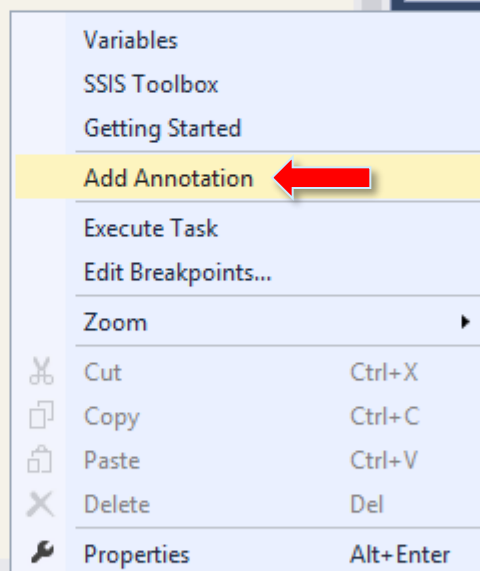 Variables
SSIS Toolbox
Getting Started
Add Annotation
Execute Task
Edit Breakpoints...
Zoom
Cut Ctrl+X
Copy Ctrl+C
Paste Ctrl+V
Delete Del
Properties Alt+Enter